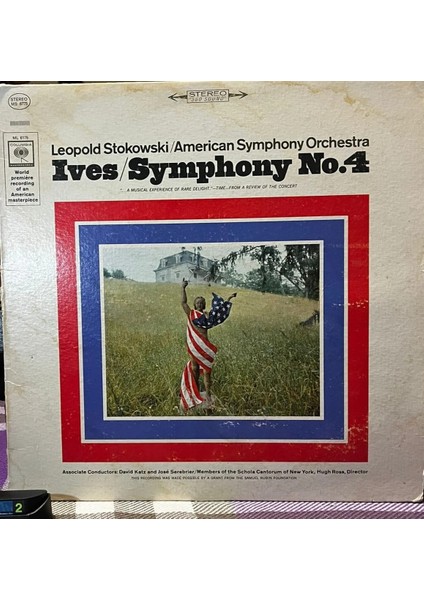 STEREO
MS 6775
STEREO
"360 SOUND"
ML 6175
COLUMBIA
MASTERWORKS
World
premiere
recording
of an
American
masterpiece
Leopold Stokowski/American Symphony Orchestra
Ives/Symphony No.4
"... A MUSICAL EXPERIENCE OF RARE DELIGHT."—TIME—FROM A REVIEW OF THE CONCERT
Associate Conductors: David Katz and José Serebrier/Members of the Schola Cantorum of New York, Hugh Ross, Director
THIS RECORDING WAS MADE POSSIBLE BY A GRANT FROM THE SAMUEL RUBIN FOUNDATION
2